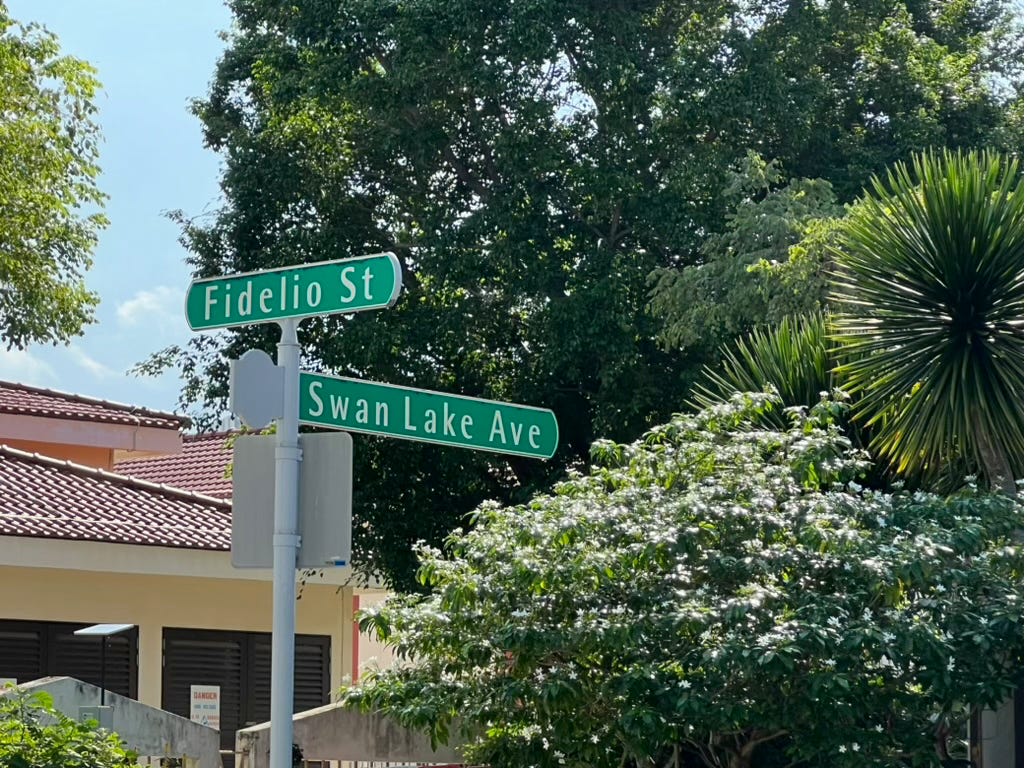 Fidelio St
Swan Lake Ave
DANGER